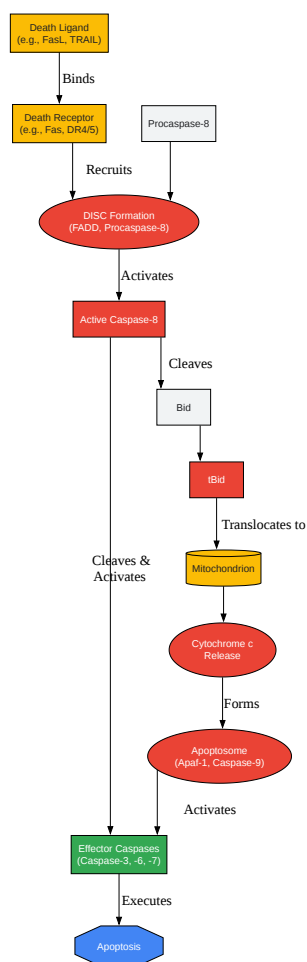 Death Ligand
(e.g., FasL, TRAIL)
Binds
Death Receptor
(e.g., Fas, DR4/5)
Procaspase-8
Recruits
DISC Formation
(FADD, Procaspase-8)
Activates
Active Caspase-8
Cleaves
Bid
tBid
Translocates to
Cleaves &
Activates
Mitochondrion
Cytochrome c
Release
Forms
Apoptosome
(Apaf-1, Caspase-9)
Activates
Effector Caspases
(Caspase-3, -6, -7)
Executes
Apoptosis